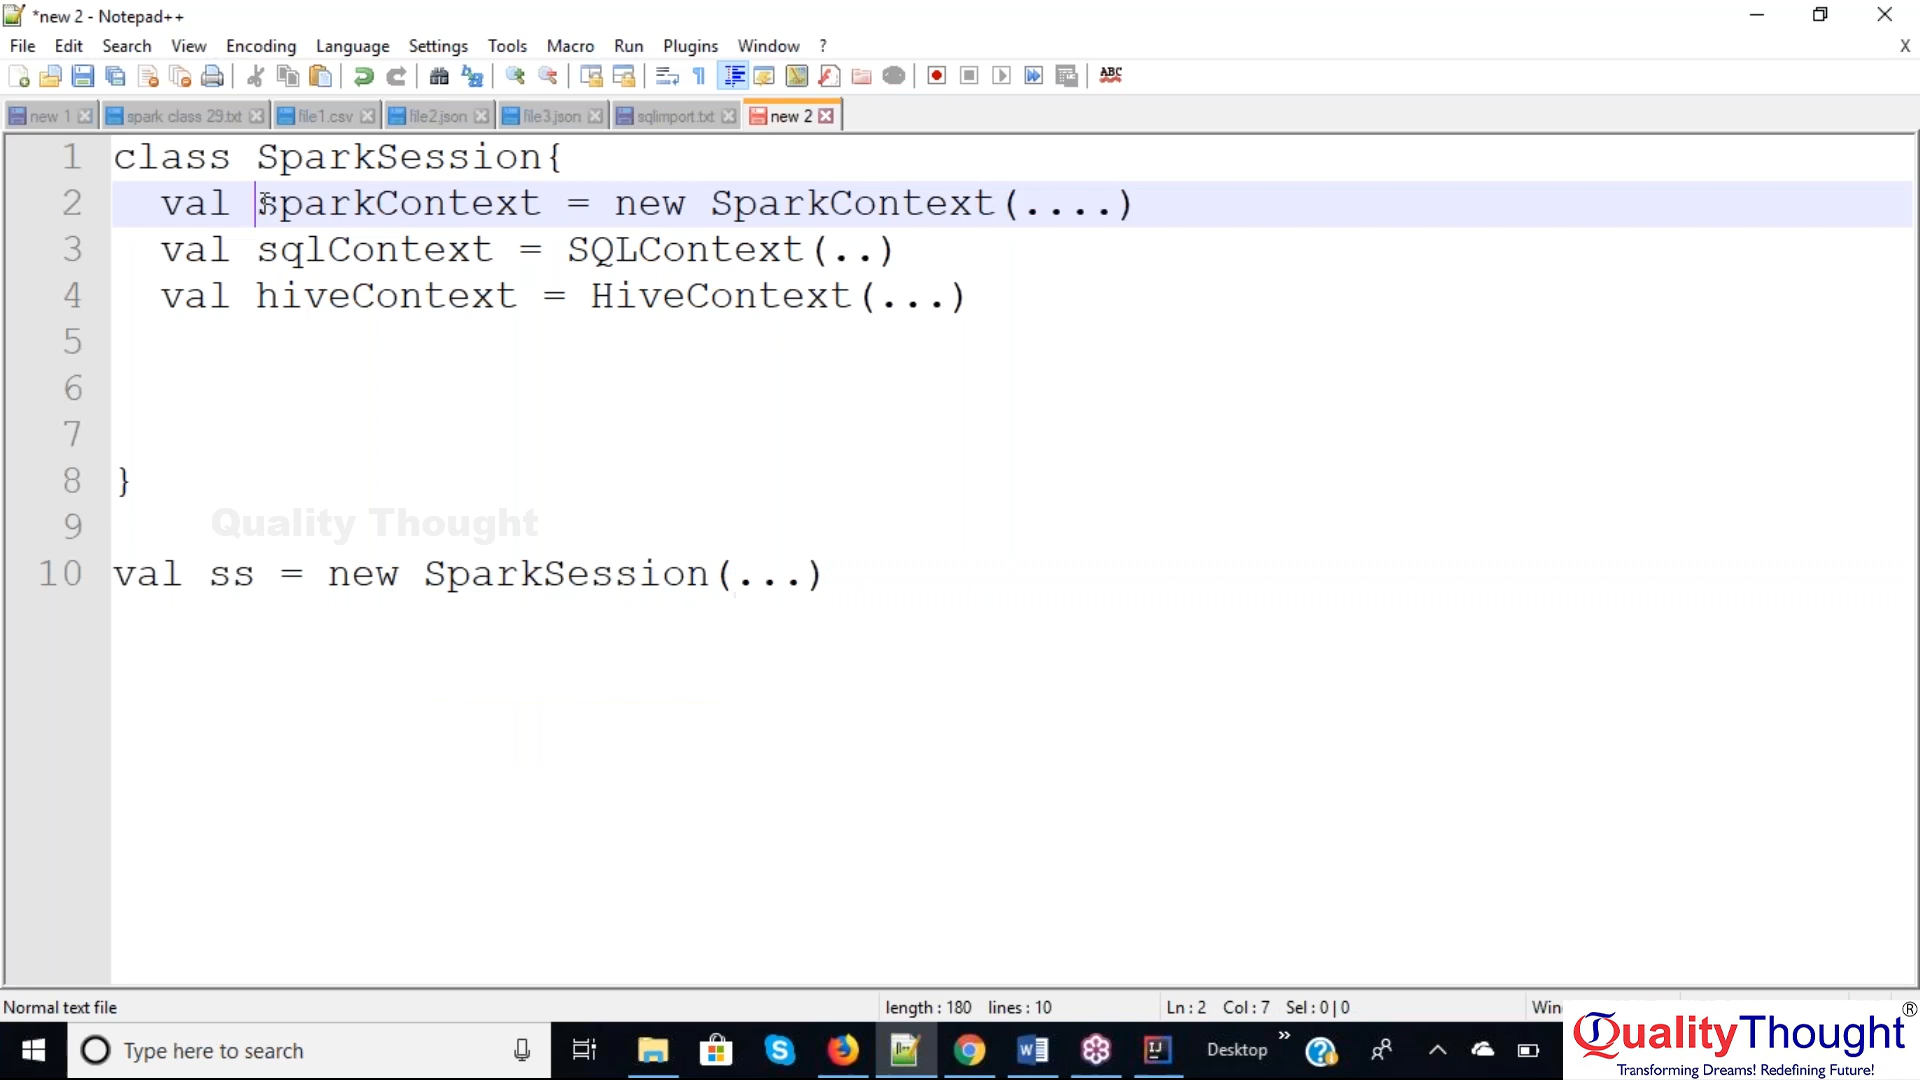 *new 2 - Notepad++
File Edit Search View Encoding Language Settings Tools Macro Run Plugins Window ? X
new 1 spark class 29.txt file1.csv file2.json file3.json sqlimport.txt new 2
1 class SparkSession{
2 val sparkContext = new SparkContext(....)
3 val sqlContext = SQLContext(..)
4 val hiveContext = HiveContext(...)
5
6
7
8 }
9
Quality Thought
10 val ss = new SparkSession(...)
Normal text file length : 180 lines : 10 Ln : 2 Col : 7 Sel : 0 | 0 Win
Type here to search Desktop
QualityThought®
Transforming Dreams! Redefining Future!